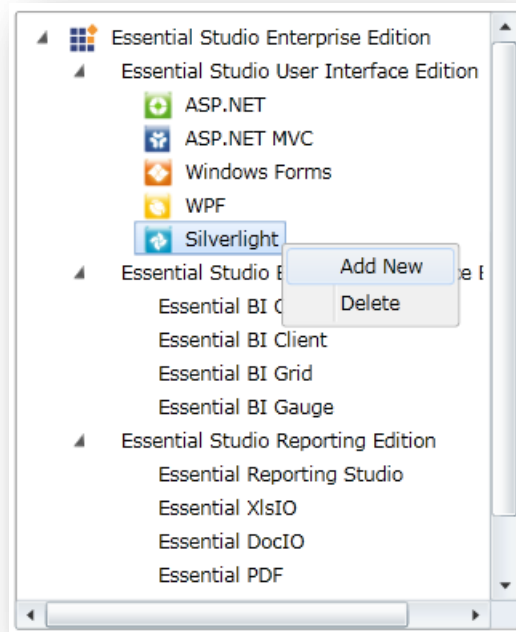 Essential Studio Enterprise Edition
Essential Studio User Interface Edition
ASP.NET
ASP.NET MVC
Windows Forms
WPF
Silverlight
Add New
Essential Studio
Delete
Essential BI
Essential BI Client
Essential BI Grid
Essential BI Gauge
Essential Studio Reporting Edition
Essential Reporting Studio
Essential XlsIO
Essential DocIO
Essential PDF